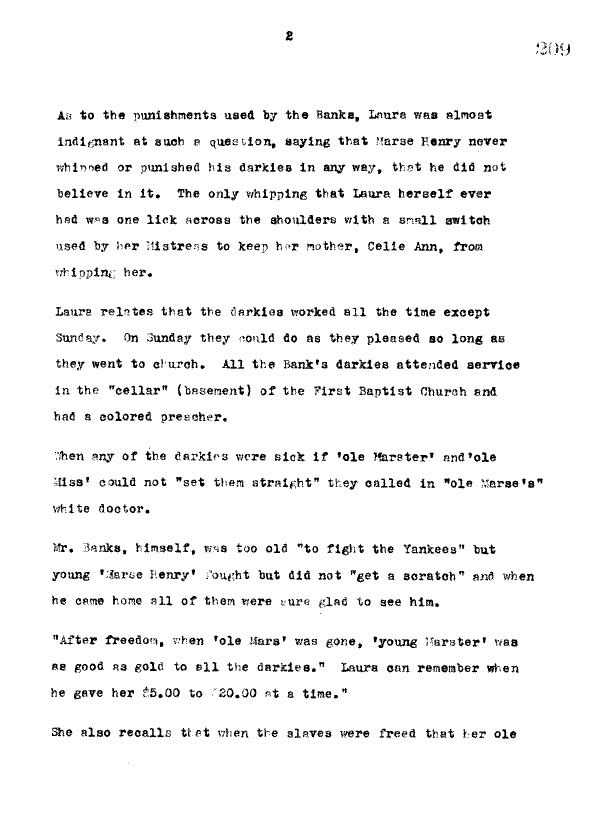 2
209
As to the punishments used by the Banks, Laura was almost
indignant at such a question, saying that Marse Henry never
whipped or punished his darkies in any way, that he did not
believe in it. The only whipping that Laura herself ever
had was one lick across the shoulders with a small switch
used by her Mistress to keep her mother, Celie Ann, from
whipping her.
Laura relates that the darkies worked all the time except
Sunday. On Sunday they could do as they pleased so long as
they went to church. All the Bank's darkies attended service
in the "cellar" (basement) of the First Baptist Church and
had a colored preacher.
When any of the darkies were sick if 'ole Marster' and'ole
Miss' could not "set them straight" they called in "ole Marse's"
white doctor.
Mr. Banks, himself, was too old "to fight the Yankees" but
young 'Marse Henry' fought but did not "get a scratch" and when
he came home all of them were sure glad to see him.
"After freedom, when 'ole Mars' was gone, 'young Marster' was
as good as gold to all the darkies." Laura can remember when
he gave her $5.00 to $20.00 at a time."
She also recalls that when the slaves were freed that her ole